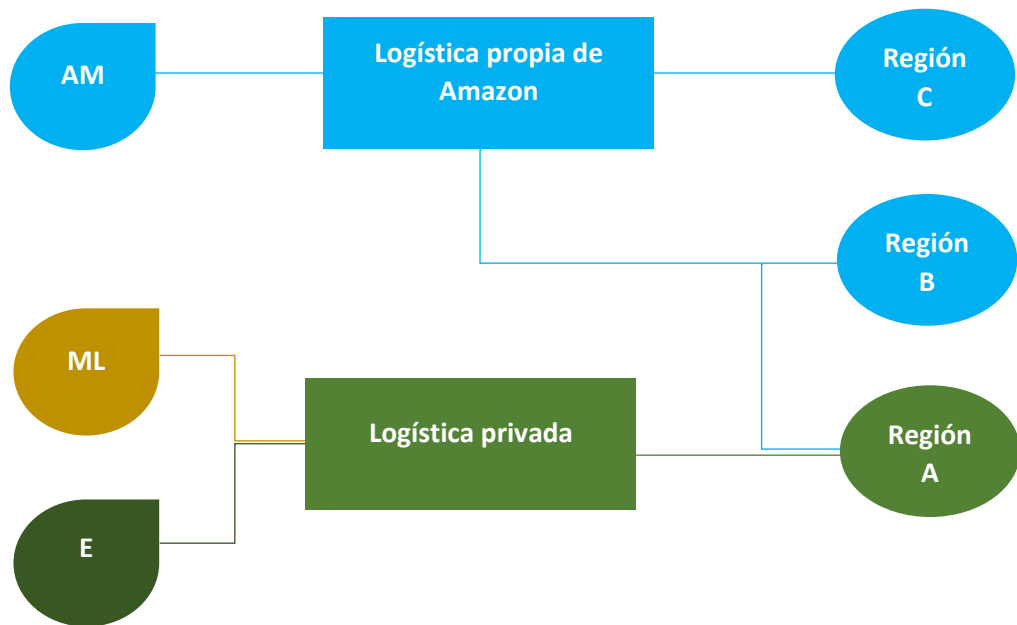 AM
Logística propia de
Amazon
Región
C
Región
B
ML
Logística privada
Región
A
E